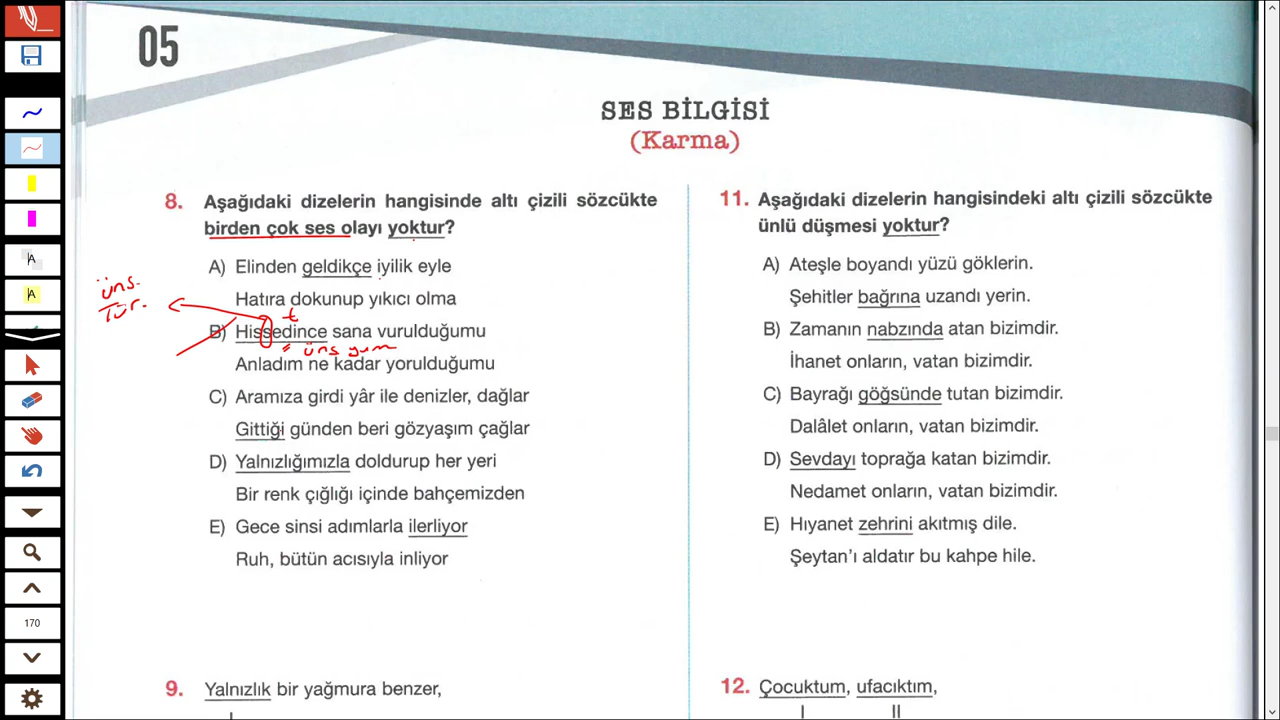 05
SES BİLGİSİ
(Karma)
8. Aşağıdaki dizelerin hangisinde altı çizili sözcükte
birden çok ses olayı yoktur?
A) Elinden geldikçe iyilik eyle
Hatıra dokunup yıkıcı olma
üns.
Tür.
t
B) Hissedince sana vurulduğumu
= üns yum
Anladım ne kadar yorulduğumu
C) Aramıza girdi yâr ile denizler, dağlar
Gittiği günden beri gözyaşım çağlar
D) Yalnızlığımızla doldurup her yeri
Bir renk çığlığı içinde bahçemizden
E) Gece sinsi adımlarla ilerliyor
Ruh, bütün acısıyla inliyor
9. Yalnızlık bir yağmura benzer,
I
11. Aşağıdaki dizelerin hangisindeki altı çizili sözcükte
ünlü düşmesi yoktur?
A) Ateşle boyandı yüzü göklerin.
Şehitler bağrına uzandı yerin.
B) Zamanın nabzında atan bizimdir.
İhanet onların, vatan bizimdir.
C) Bayrağı göğsünde tutan bizimdir.
Dalâlet onların, vatan bizimdir.
D) Sevdayı toprağa katan bizimdir.
Nedamet onların, vatan bizimdir.
E) Hıyanet zehrini akıtmış dile.
Şeytan'ı aldatır bu kahpe hile.
12. Çocuktum, ufacıktım,
I II
A
A
170